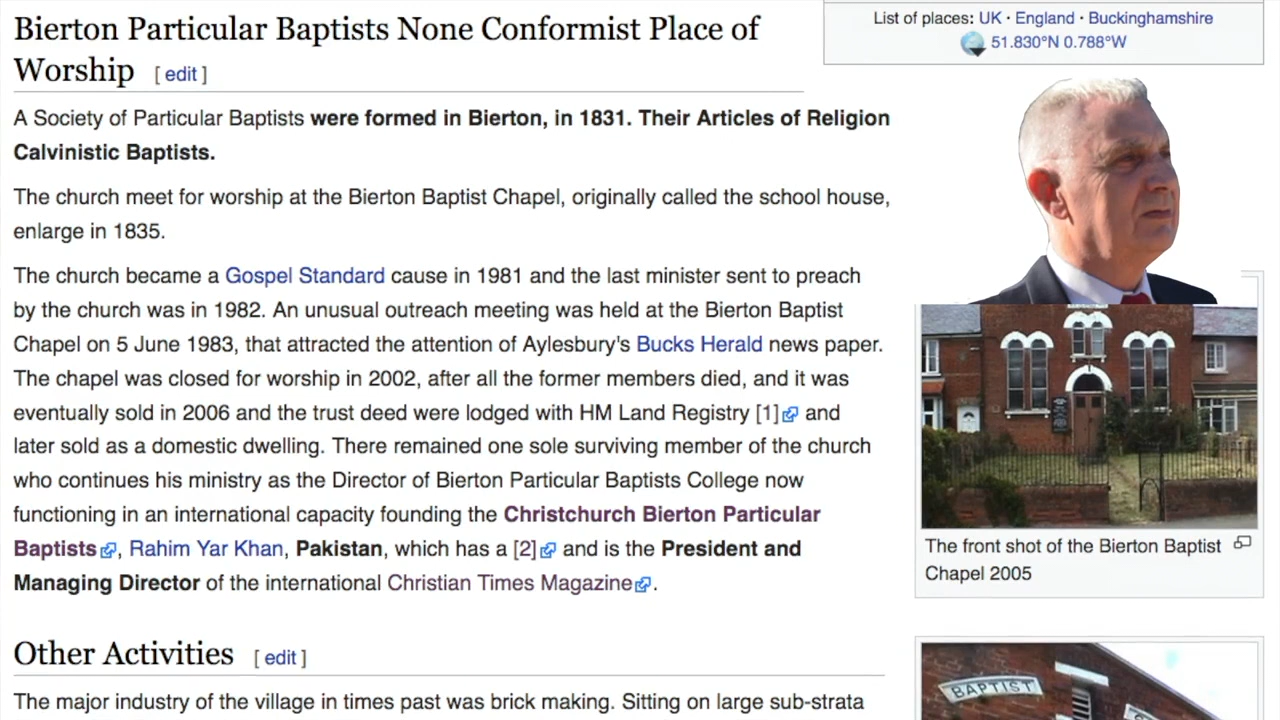 Bierton Particular Baptists None Conformist Place of
Worship [ edit ]
A Society of Particular Baptists were formed in Bierton, in 1831. Their Articles of Religion
Calvinistic Baptists.
The church meet for worship at the Bierton Baptist Chapel, originally called the school house,
enlarge in 1835.
The church became a Gospel Standard cause in 1981 and the last minister sent to preach
by the church was in 1982. An unusual outreach meeting was held at the Bierton Baptist
Chapel on 5 June 1983, that attracted the attention of Aylesbury's Bucks Herald news paper.
The chapel was closed for worship in 2002, after all the former members died, and it was
eventually sold in 2006 and the trust deed were lodged with HM Land Registry [1] and
later sold as a domestic dwelling. There remained one sole surviving member of the church
who continues his ministry as the Director of Bierton Particular Baptists College now
functioning in an international capacity founding the Christchurch Bierton Particular
Baptists, Rahim Yar Khan, Pakistan, which has a [2] and is the President and
Managing Director of the international Christian Times Magazine.
Other Activities [ edit ]
The major industry of the village in times past was brick making. Sitting on large sub-strata
List of places: UK · England · Buckinghamshire
51.830°N 0.788°W
The front shot of the Bierton Baptist
Chapel 2005
BAPTIST